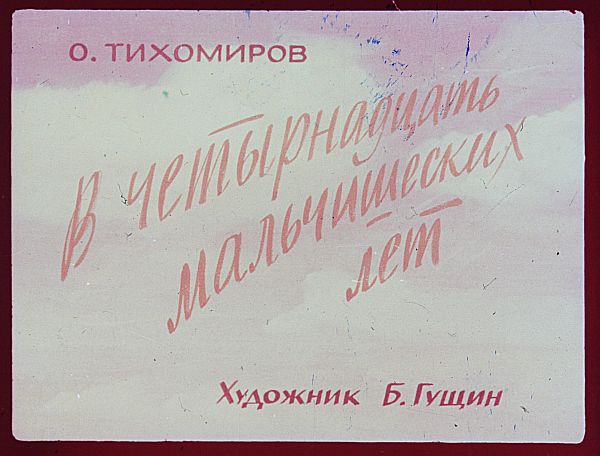 О. ТИХОМИРОВ
В четырнадцать
мальчишеских
лет
Художник Б. Гущин